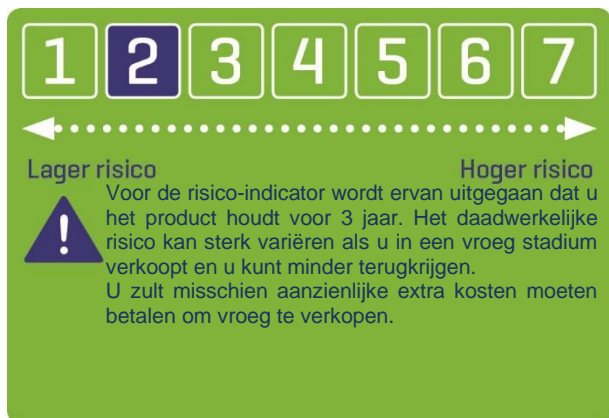 1 2 3 4 5 6 7
Lager risico Hoger risico
Voor de risico-indicator wordt ervan uitgegaan dat u
het product houdt voor 3 jaar. Het daadwerkelijke
risico kan sterk variëren als u in een vroeg stadium
verkoopt en u kunt minder terugkrijgen.
U zult misschien aanzienlijke extra kosten moeten
betalen om vroeg te verkopen.